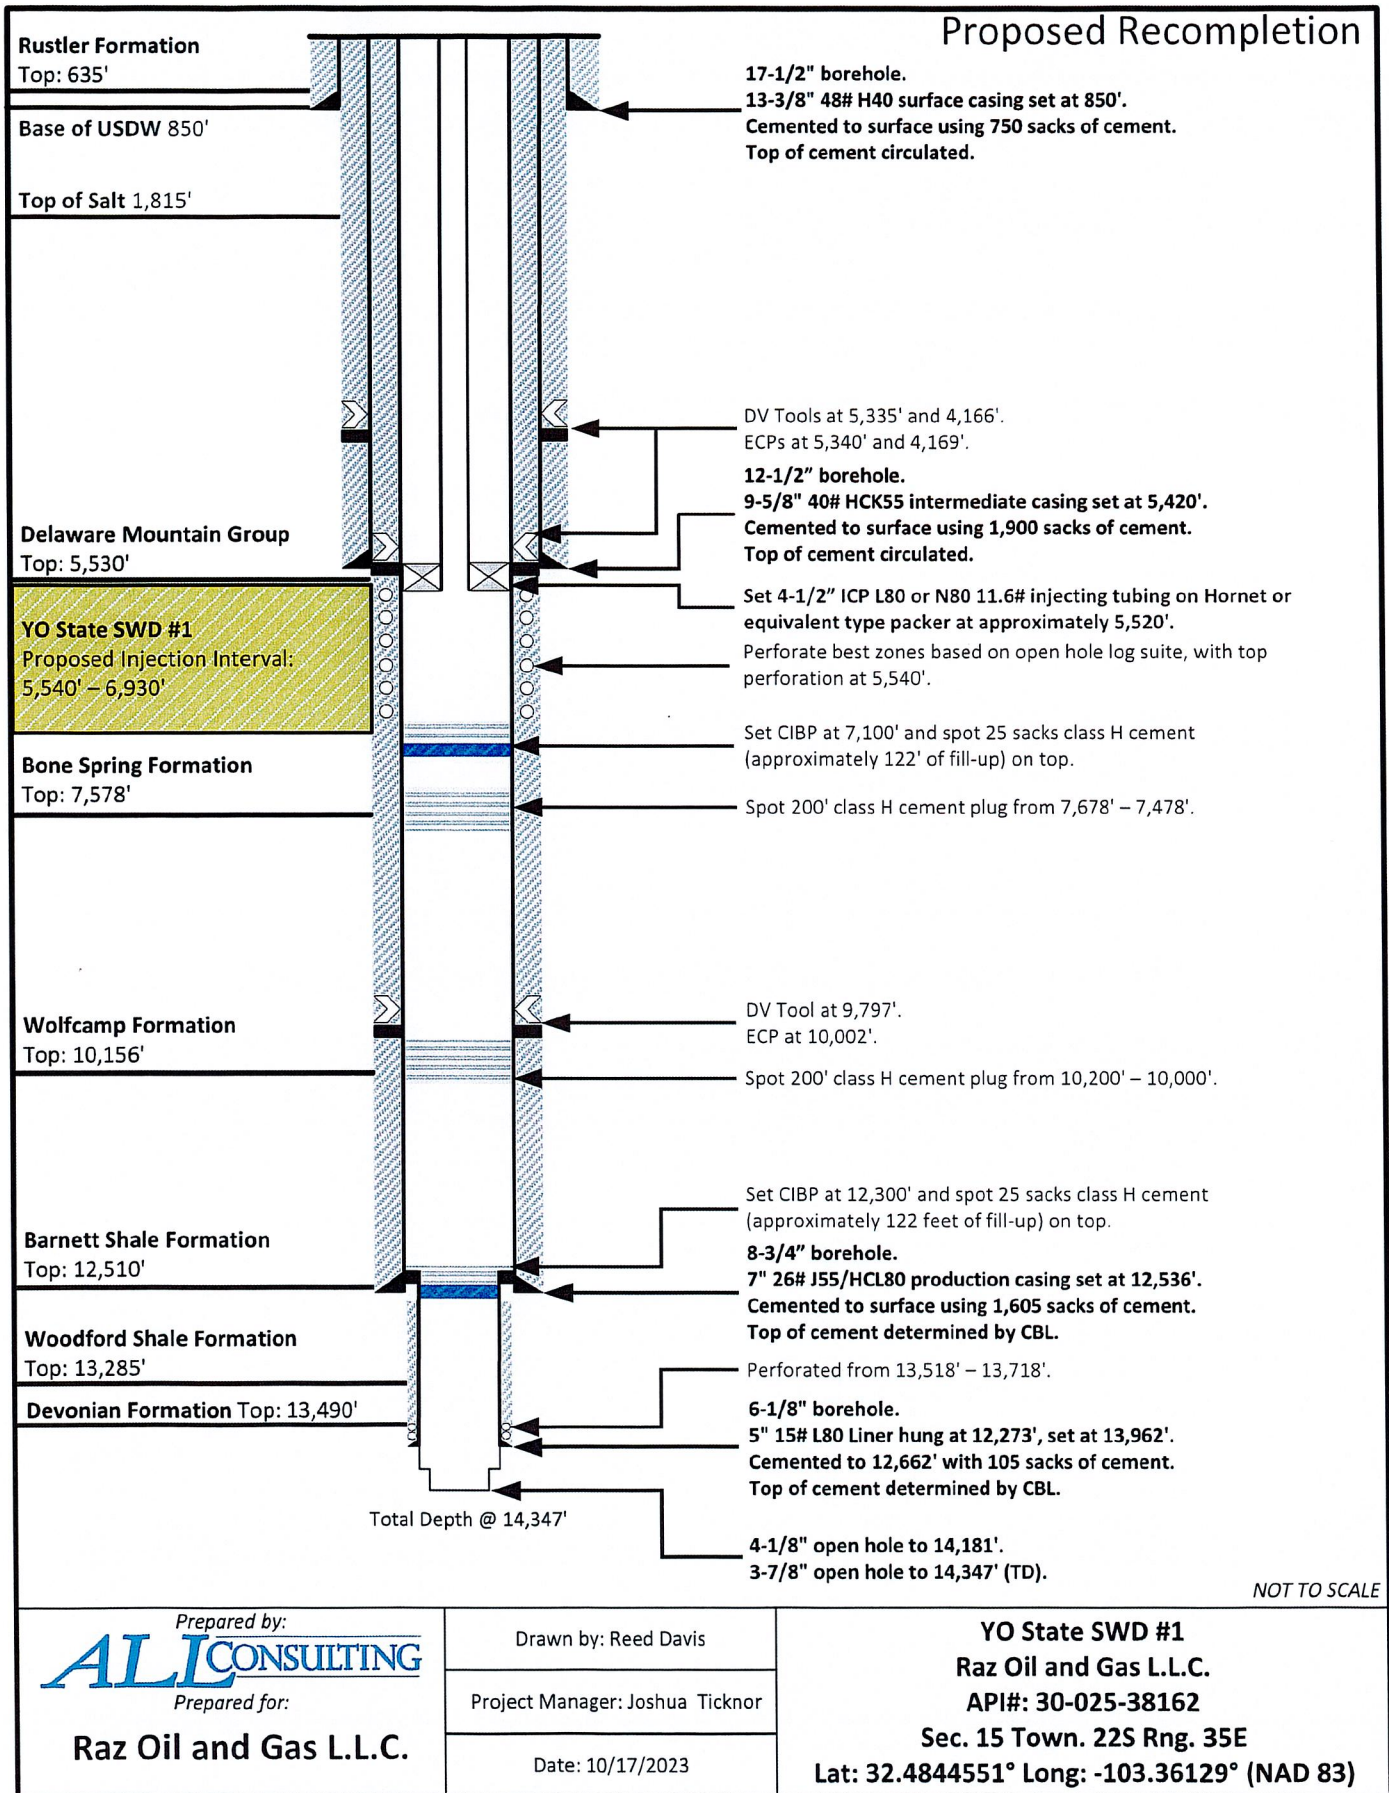 Proposed Recompletion
Rustler Formation
Top: 635'
Base of USDW 850'
Top of Salt 1,815'
Delaware Mountain Group
Top: 5,530'
YO State SWD #1
Proposed Injection Interval:
5,540' – 6,930'
Bone Spring Formation
Top: 7,578'
Wolfcamp Formation
Top: 10,156'
Barnett Shale Formation
Top: 12,510'
Woodford Shale Formation
Top: 13,285'
Devonian Formation Top: 13,490'
Total Depth @ 14,347'
17-1/2" borehole.
13-3/8" 48# H40 surface casing set at 850'.
Cemented to surface using 750 sacks of cement.
Top of cement circulated.
DV Tools at 5,335' and 4,166'.
ECPs at 5,340' and 4,169'.
12-1/2" borehole.
9-5/8" 40# HCK55 intermediate casing set at 5,420'.
Cemented to surface using 1,900 sacks of cement.
Top of cement circulated.
Set 4-1/2" ICP L80 or N80 11.6# injecting tubing on Hornet or
equivalent type packer at approximately 5,520'.
Perforate best zones based on open hole log suite, with top
perforation at 5,540'.
Set CIBP at 7,100' and spot 25 sacks class H cement
(approximately 122' of fill-up) on top.
Spot 200' class H cement plug from 7,678' – 7,478'.
DV Tool at 9,797'.
ECP at 10,002'.
Spot 200' class H cement plug from 10,200' – 10,000'.
Set CIBP at 12,300' and spot 25 sacks class H cement
(approximately 122 feet of fill-up) on top.
8-3/4" borehole.
7" 26# J55/HCL80 production casing set at 12,536'.
Cemented to surface using 1,605 sacks of cement.
Top of cement determined by CBL.
Perforated from 13,518' – 13,718'.
6-1/8" borehole.
5" 15# L80 Liner hung at 12,273', set at 13,962'.
Cemented to 12,662' with 105 sacks of cement.
Top of cement determined by CBL.
4-1/8" open hole to 14,181'.
3-7/8" open hole to 14,347' (TD).
NOT TO SCALE
Prepared by:
ALL CONSULTING
Prepared for:
Raz Oil and Gas L.L.C.
Drawn by: Reed Davis
Project Manager: Joshua Ticknor
Date: 10/17/2023
YO State SWD #1
Raz Oil and Gas L.L.C.
API#: 30-025-38162
Sec. 15 Town. 22S Rng. 35E
Lat: 32.4844551° Long: -103.36129° (NAD 83)